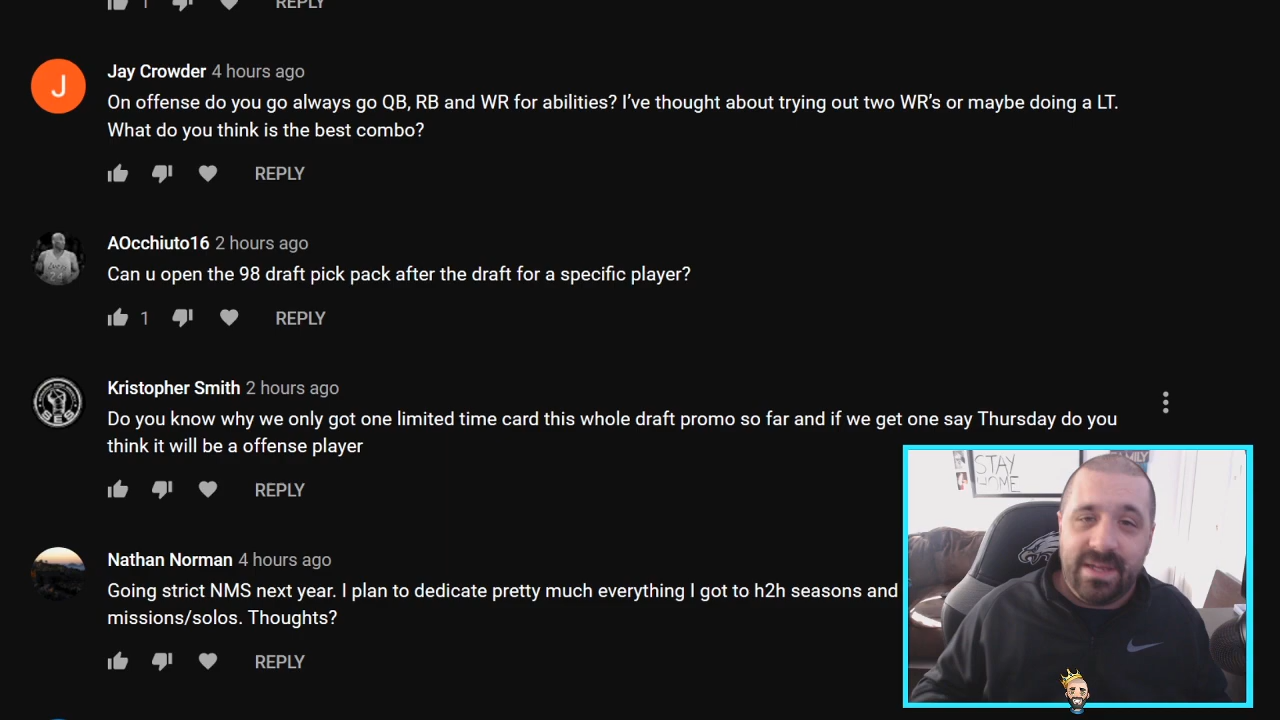 1 REPLY
J
Jay Crowder 4 hours ago
On offense do you go always go QB, RB and WR for abilities? I've thought about trying out two WR's or maybe doing a LT.
What do you think is the best combo?
REPLY
AOcchiuto16 2 hours ago
Can u open the 98 draft pick pack after the draft for a specific player?
1 REPLY
Kristopher Smith 2 hours ago
Do you know why we only got one limited time card this whole draft promo so far and if we get one say Thursday do you
think it will be a offense player
REPLY
Nathan Norman 4 hours ago
Going strict NMS next year. I plan to dedicate pretty much everything I got to h2h seasons and
missions/solos. Thoughts?
REPLY
STAY
HOME
FAMILY